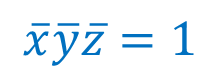 x̄ȳz̄ = 1